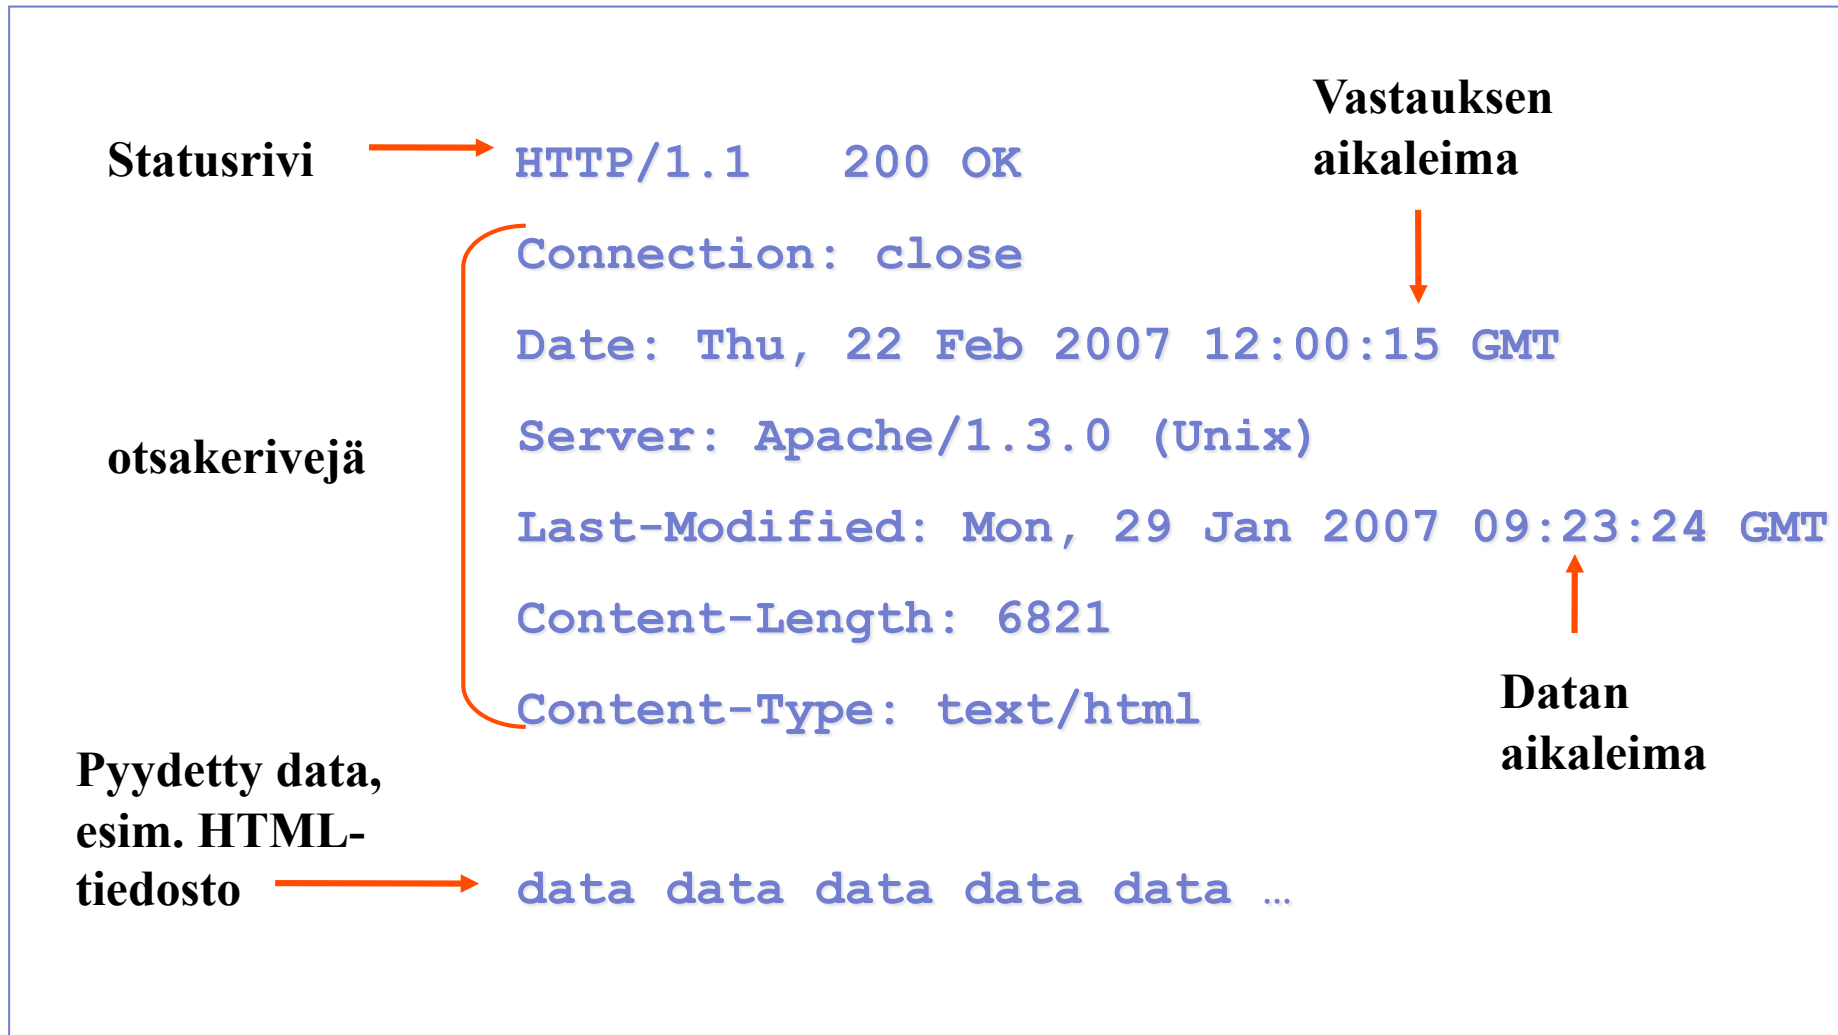 Vastauksen
aikaleima
Statusrivi
HTTP/1.1   200 OK
Connection: close
Date: Thu, 22 Feb 2007 12:00:15 GMT
Server: Apache/1.3.0 (Unix)
otsakerivejä
Last-Modified: Mon, 29 Jan 2007 09:23:24 GMT
Content-Length: 6821
Content-Type: text/html
Datan
aikaleima
Pyydetty data,
esim. HTML-
tiedosto
data data data data data …